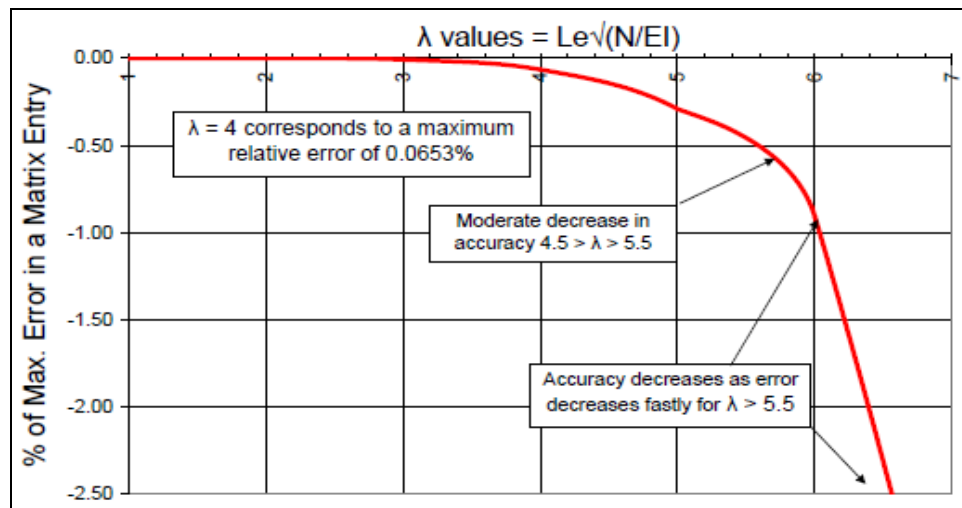 λ values = Le√(N/EI)
% of Max. Error in a Matrix Entry
0.00
-0.50
-1.00
-1.50
-2.00
-2.50
1
2
3
4
5
6
7
λ = 4 corresponds to a maximum
relative error of 0.0653%
Moderate decrease in
accuracy 4.5 > λ > 5.5
Accuracy decreases as error
decreases fastly for λ > 5.5